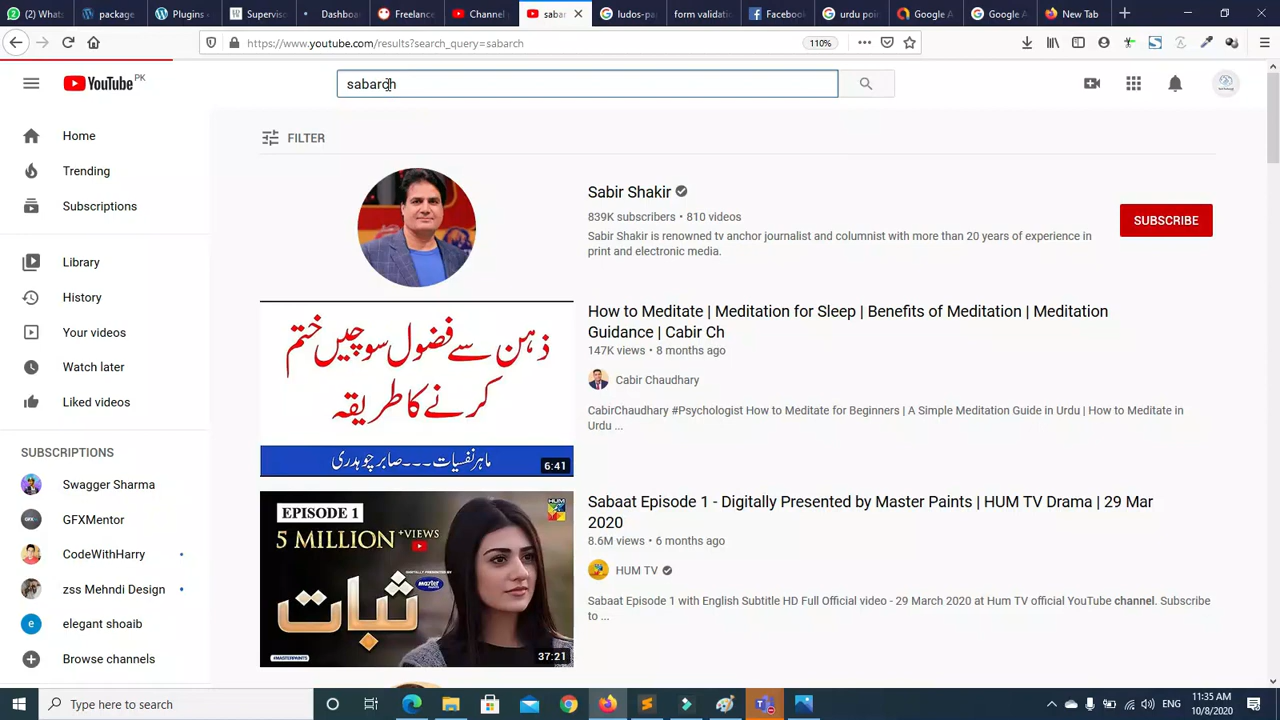 (2) Whats
package
Plugins
Supervis
Dashboa
Freelance
Channel
sabar
ludos-pa
form validati
Facebook
urdu poi
Google A
Google A
New Tab
https://www.youtube.com/results?search_query=sabarch
110%
YouTube PK
sabarch
Home
Trending
Subscriptions
Library
History
Your videos
Watch later
Liked videos
SUBSCRIPTIONS
Swagger Sharma
GFXMentor
CodeWithHarry
zss Mehndi Design
elegant shoaib
Browse channels
FILTER
Sabir Shakir
839K subscribers • 810 videos
Sabir Shakir is renowned tv anchor journalist and columnist with more than 20 years of experience in
print and electronic media.
SUBSCRIBE
ذہن سے فضول سوچیں ختم
کرنے کا طریقہ
ماہر نفسیات۔۔۔صابر چوہدری
6:41
How to Meditate | Meditation for Sleep | Benefits of Meditation | Meditation
Guidance | Cabir Ch
147K views • 8 months ago
Cabir Chaudhary
CabirChaudhary #Psychologist How to Meditate for Beginners | A Simple Meditation Guide in Urdu | How to Meditate in
Urdu ...
EPISODE 1
5 MILLION +VIEWS
HUM TV
master paints
ثبات
#MASTERPAINTS
37:21
Sabaat Episode 1 - Digitally Presented by Master Paints | HUM TV Drama | 29 Mar
2020
8.6M views • 6 months ago
HUM TV
Sabaat Episode 1 with English Subtitle HD Full Official video - 29 March 2020 at Hum TV official YouTube channel. Subscribe
to ...
Type here to search
ENG
11:35 AM
10/8/2020